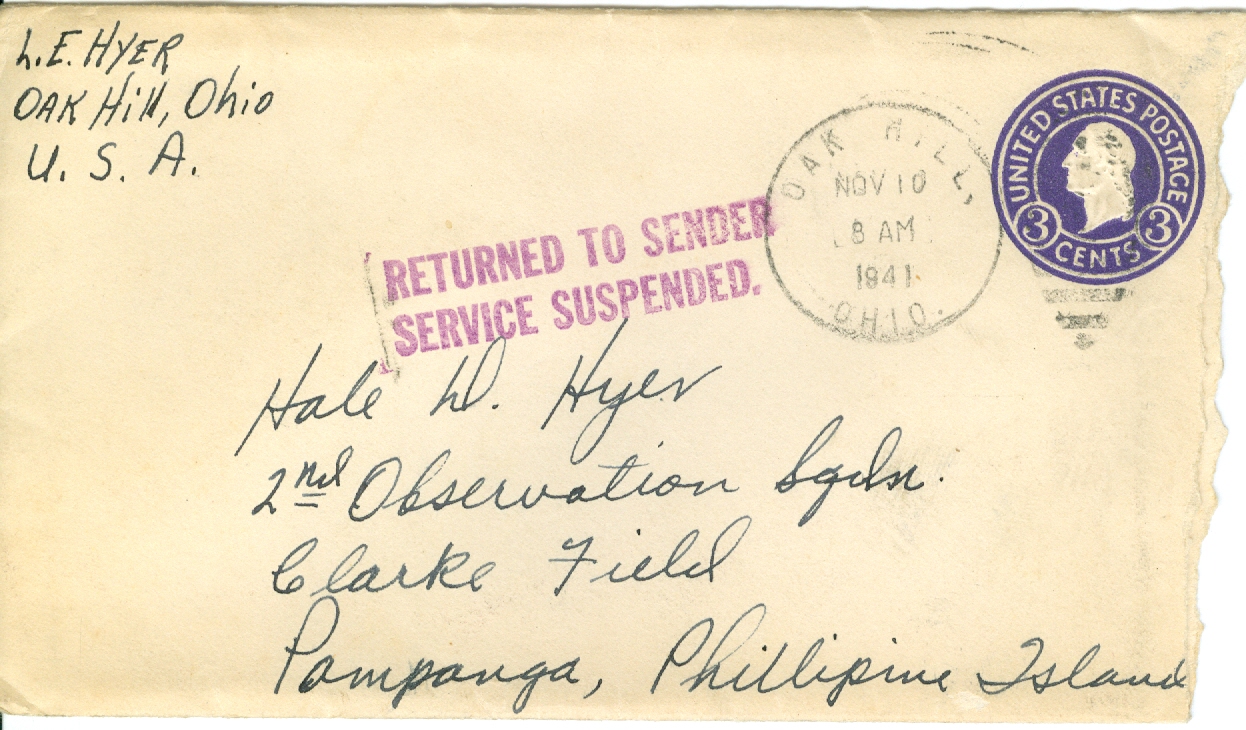 L.E. HYER
OAK Hill, Ohio
U. S. A.
OAK HILL,
NOV 10
8 AM
1941
OHIO.
UNITED STATES POSTAGE
3 CENTS 3
RETURNED TO SENDER
SERVICE SUSPENDED.
Hale D. Hyer
2nd Observation Sqdn.
Clarke Field
Pampanga, Phillipine Island